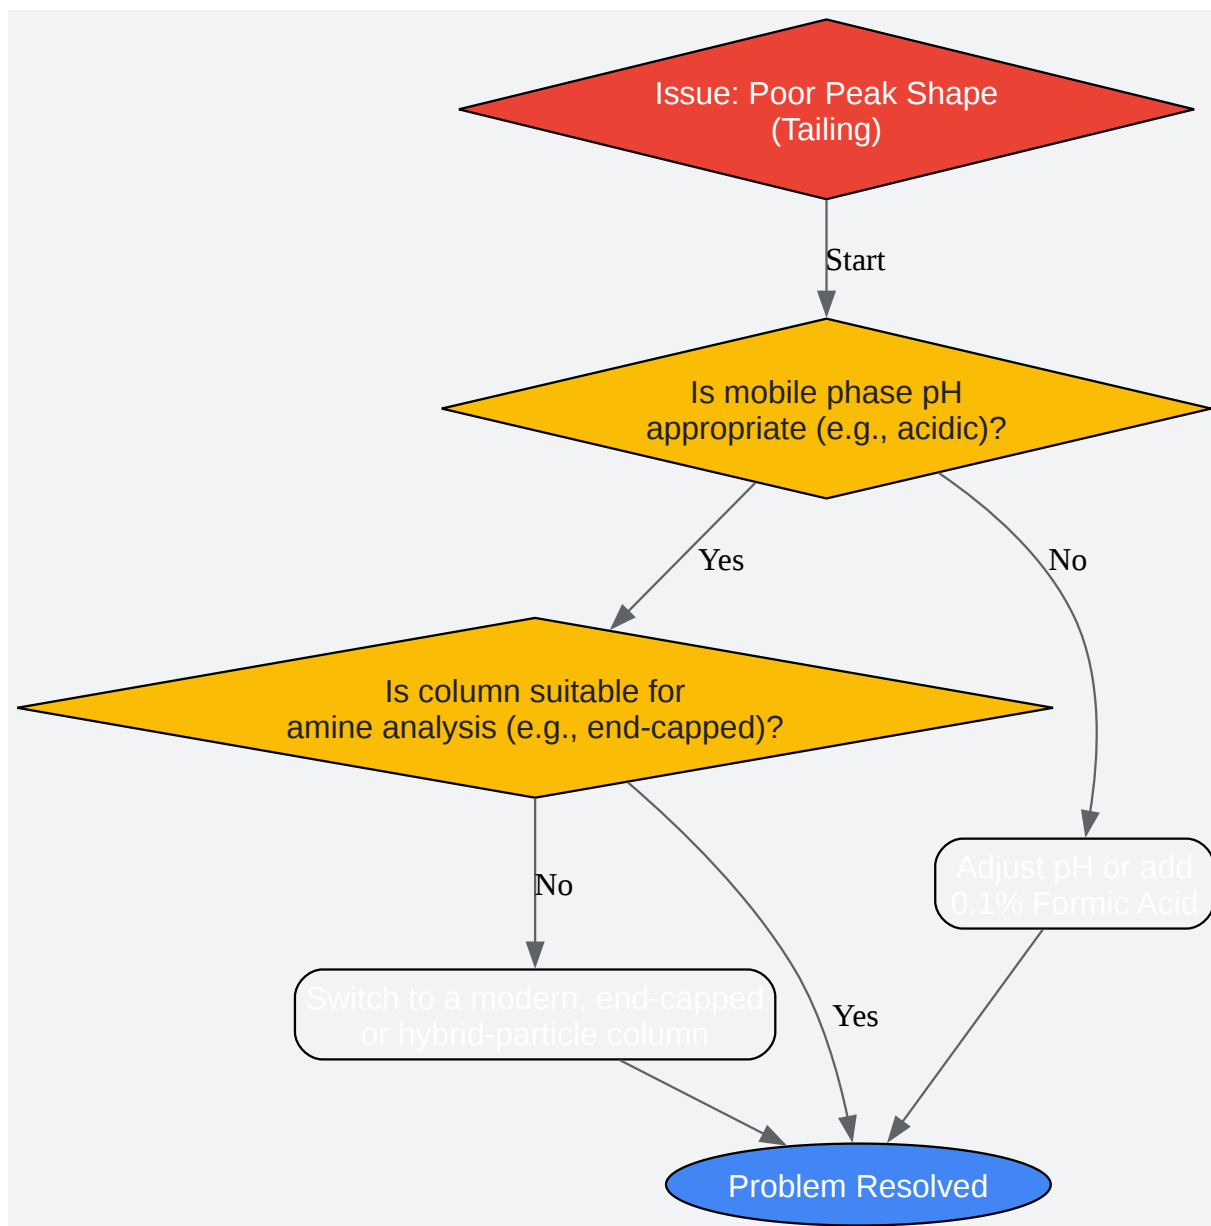 Issue: Poor Peak Shape
(Tailing)
Start
Is mobile phase pH
appropriate (e.g., acidic)?
Yes
No
Is column suitable for
amine analysis (e.g., end-capped)?
Adjust pH or add
0.1% Formic Acid
No
Switch to a modern, end-capped
or hybrid-particle column
Yes
Problem Resolved